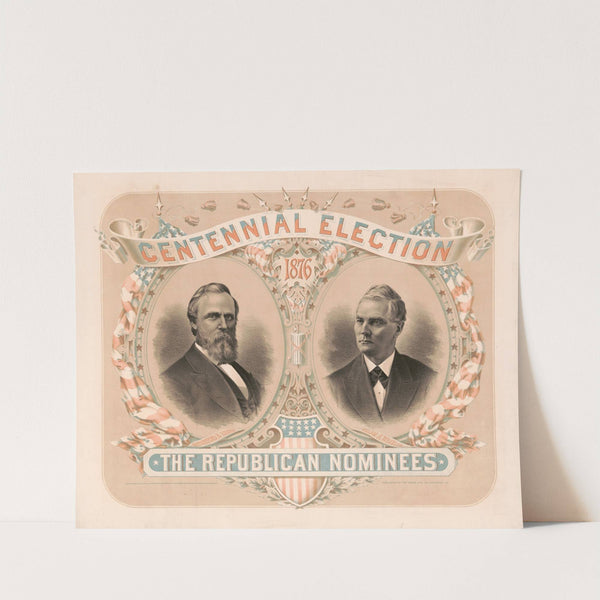 CENTENNIAL ELECTION
1876
THE REPUBLICAN NOMINEES